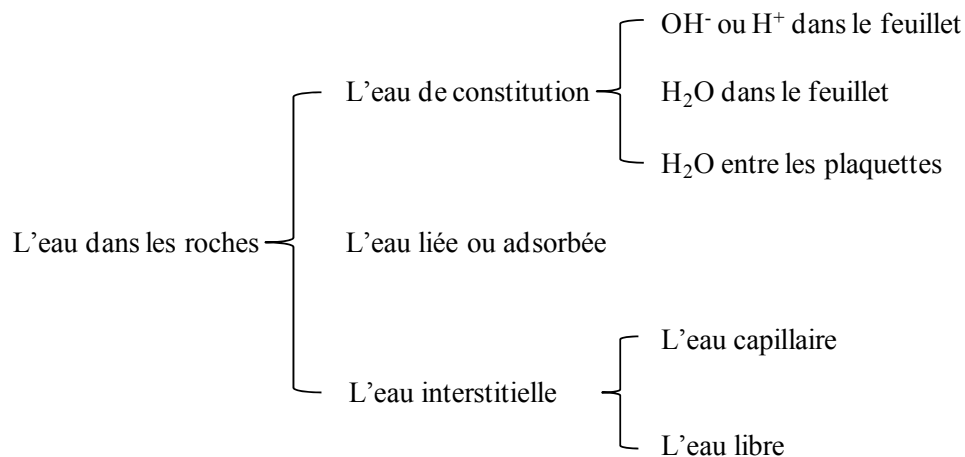 OH- ou H+ dans le feuillet
L’eau de constitution
H2O dans le feuillet
H2O entre les plaquettes
L’eau dans les roches
L’eau liée ou adsorbée
L’eau capillaire
L’eau interstitielle
L’eau libre